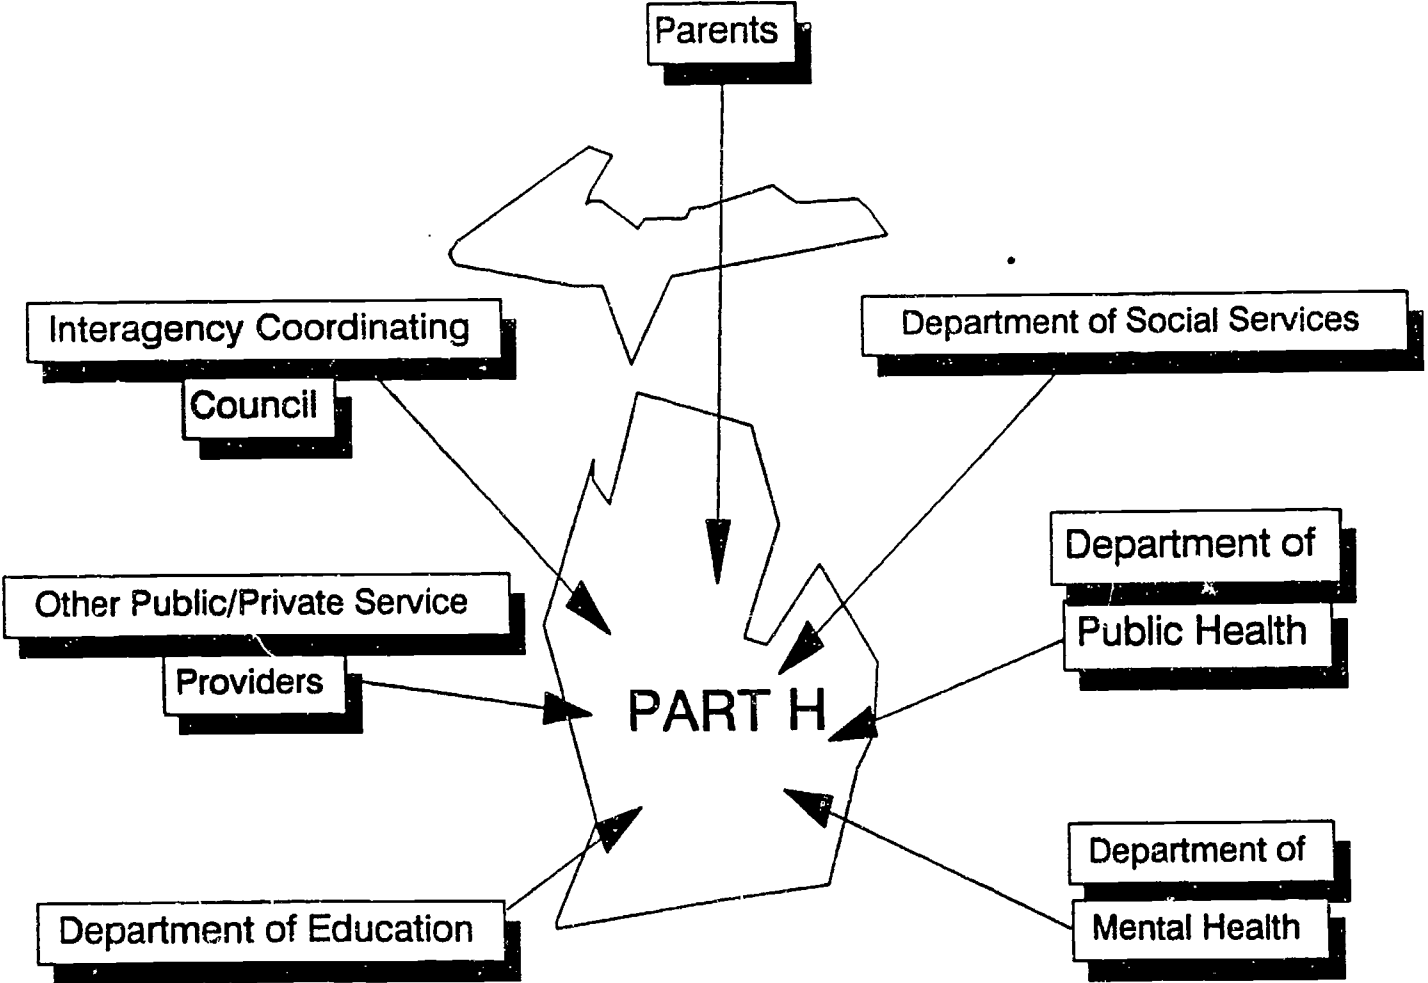 Parents
Interagency Coordinating
Council
Department of Social Services
Other Public/Private Service
Providers
Department of
Public Health
PART H
Department of Education
Department of
Mental Health